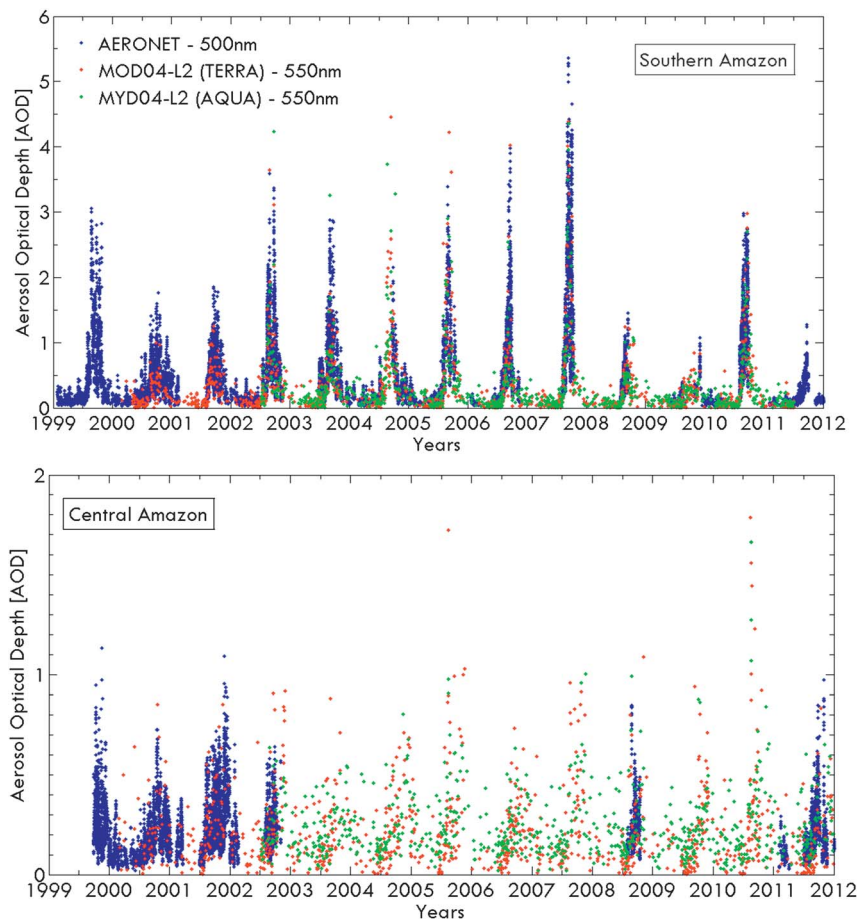 6
5
4
3
2
1
0
Aerosol Optical Depth [AOD]
AERONET - 500nm
MOD04-L2 (TERRA) - 550nm
MYD04-L2 (AQUA) - 550nm
Southern Amazon
1999 2000 2001 2002 2003 2004 2005 2006 2007 2008 2009 2010 2011 2012
Years
2
1
0
Aerosol Optical Depth [AOD]
Central Amazon
1999 2000 2001 2002 2003 2004 2005 2006 2007 2008 2009 2010 2011 2012
Years